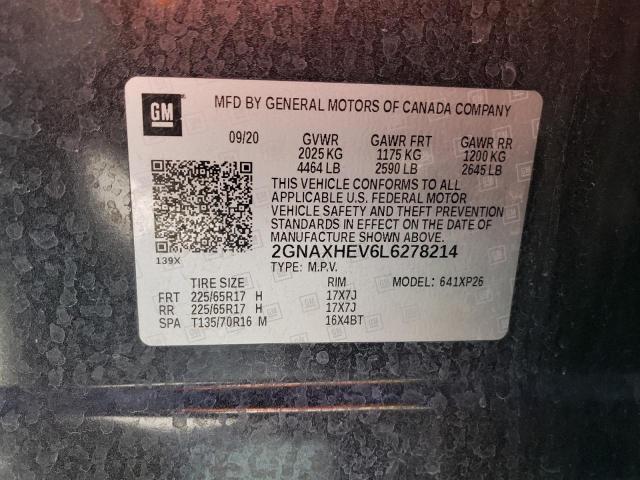 GM MFD BY GENERAL MOTORS OF CANADA COMPANY
09/20 GVWR GAWR FRT GAWR RR
2025 KG 1175 KG 1200 KG
4464 LB 2590 LB 2645 LB
THIS VEHICLE CONFORMS TO ALL
APPLICABLE U.S. FEDERAL MOTOR
VEHICLE SAFETY AND THEFT PREVENTION
STANDARDS IN EFFECT ON THE DATE OF
MANUFACTURE SHOWN ABOVE.
139X 2GNAXHEV6L6278214
TYPE: M.P.V.
TIRE SIZE RIM MODEL: 641XP26
FRT 225/65R17 H 17X7J
RR 225/65R17 H 17X7J
SPA T135/70R16 M 16X4BT